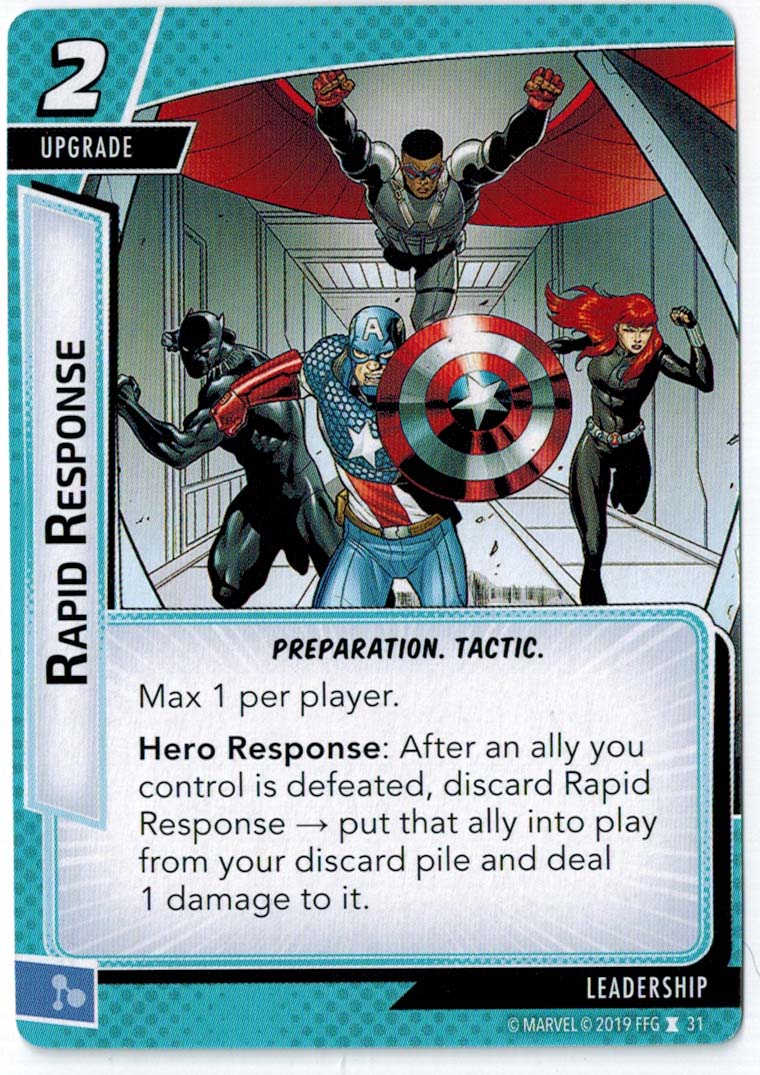 2
UPGRADE
RAPID RESPONSE
A
PREPARATION. TACTIC.
Max 1 per player.
Hero Response: After an ally you
control is defeated, discard Rapid
Response → put that ally into play
from your discard pile and deal
1 damage to it.
LEADERSHIP
© MARVEL © 2019 FFG 31